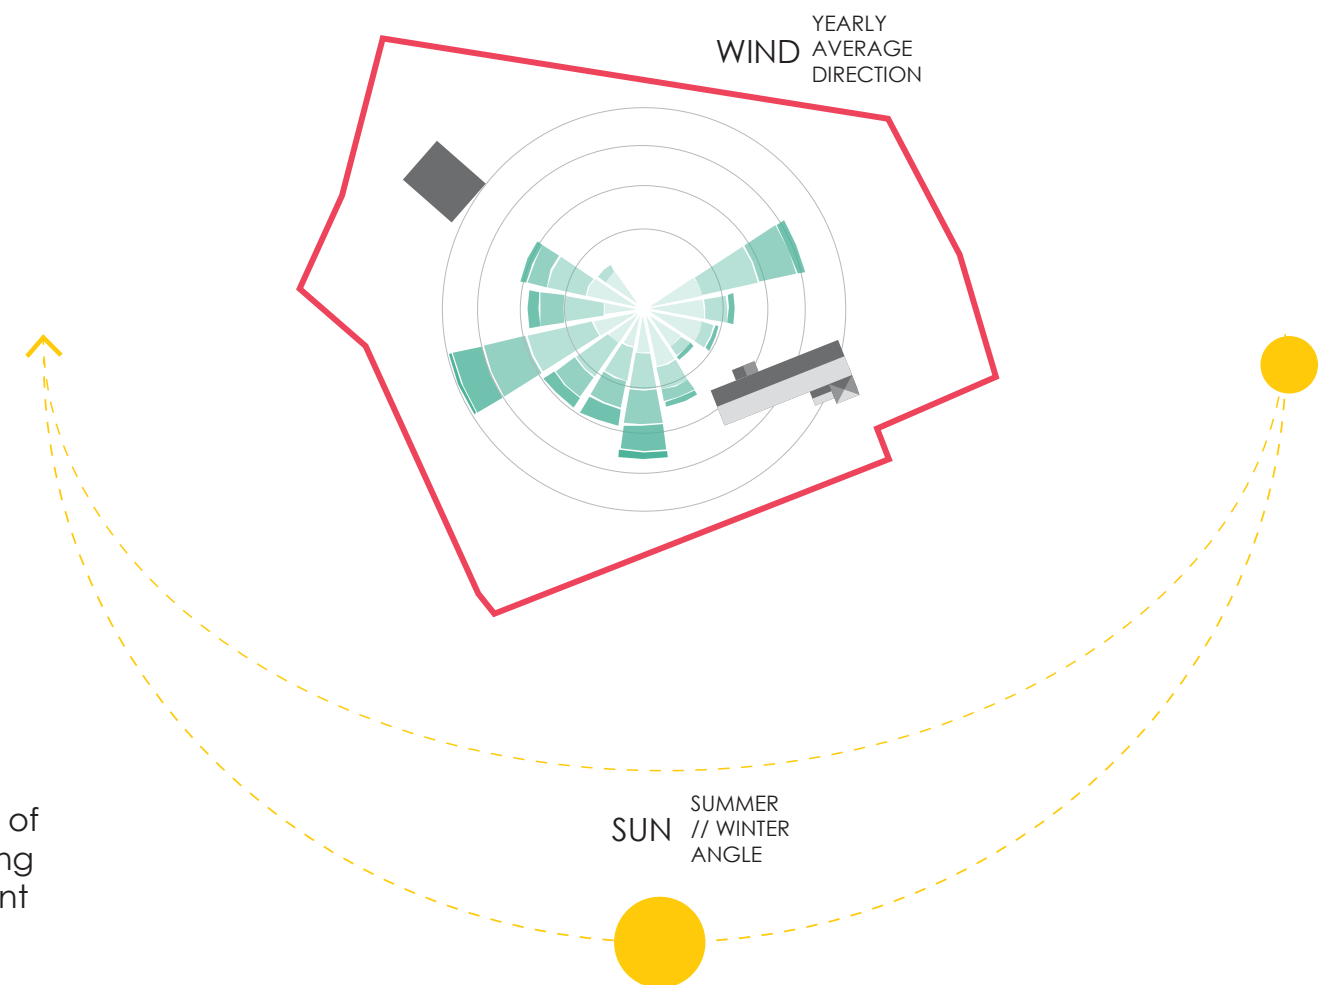 WIND
YEARLY
AVERAGE
DIRECTION
SUN
SUMMER
// WINTER
ANGLE
of
ng
nt